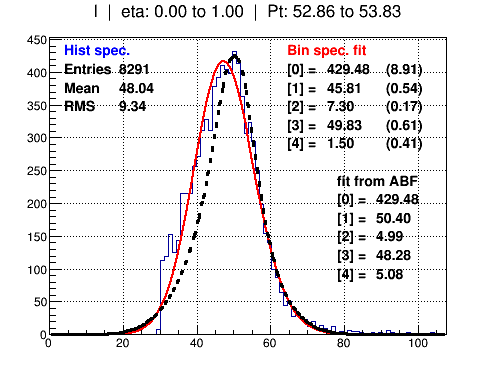 I | eta: 0.00 to 1.00 | Pt: 52.86 to 53.83
Hist spec.
Entries 8291
Mean 48.04
RMS 9.34
Bin spec. fit
[0] = 429.48 (8.91)
[1] = 45.81 (0.54)
[2] = 7.30 (0.17)
[3] = 49.83 (0.61)
[4] = 1.50 (0.41)
fit from ABF
[0] = 429.48
[1] = 50.40
[2] = 4.99
[3] = 48.28
[4] = 5.08
450
400
350
300
250
200
150
100
50
0
0 20 40 60 80 100